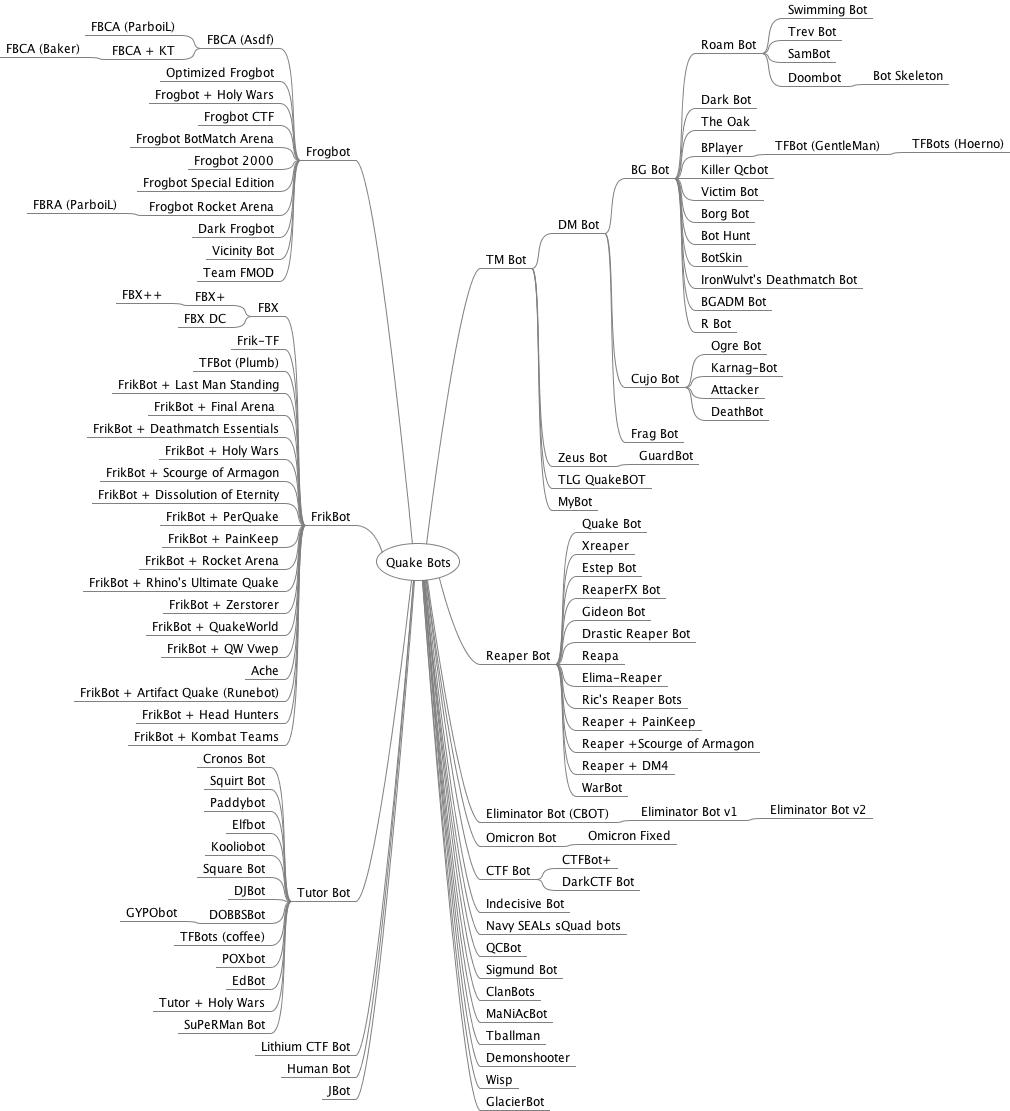 Quake Bots
Frogbot
FBCA (Asdf)
FBCA (ParboiL)
FBCA + KT
FBCA (Baker)
Optimized Frogbot
Frogbot + Holy Wars
Frogbot CTF
Frogbot BotMatch Arena
Frogbot 2000
Frogbot Special Edition
Frogbot Rocket Arena
FBRA (ParboiL)
Dark Frogbot
Vicinity Bot
Team FMOD
FrikBot
FBX
FBX+
FBX++
FBX DC
Frik-TF
TFBot (Plumb)
FrikBot + Last Man Standing
FrikBot + Final Arena
FrikBot + Deathmatch Essentials
FrikBot + Holy Wars
FrikBot + Scourge of Armagon
FrikBot + Dissolution of Eternity
FrikBot + PerQuake
FrikBot + PainKeep
FrikBot + Rocket Arena
FrikBot + Rhino's Ultimate Quake
FrikBot + Zerstorer
FrikBot + QuakeWorld
FrikBot + QW Vwep
Ache
FrikBot + Artifact Quake (Runebot)
FrikBot + Head Hunters
FrikBot + Kombat Teams
Tutor Bot
Cronos Bot
Squirt Bot
Paddybot
Elfbot
Kooliobot
Square Bot
DJBot
DOBBSBot
GYPObot
TFBots (coffee)
POXbot
EdBot
Tutor + Holy Wars
SuPeRMan Bot
Lithium CTF Bot
Human Bot
JBot
TM Bot
DM Bot
BG Bot
Roam Bot
Swimming Bot
Trev Bot
SamBot
Doombot
Bot Skeleton
Dark Bot
The Oak
BPlayer
TFBot (GentleMan)
TFBots (Hoerno)
Killer Qcbot
Victim Bot
Borg Bot
Bot Hunt
BotSkin
IronWulvt's Deathmatch Bot
BGADM Bot
R Bot
Cujo Bot
Ogre Bot
Karnag-Bot
Attacker
DeathBot
Frag Bot
Zeus Bot
GuardBot
TLG QuakeBOT
MyBot
Reaper Bot
Quake Bot
Xreaper
Estep Bot
ReaperFX Bot
Gideon Bot
Drastic Reaper Bot
Reapa
Elima-Reaper
Ric's Reaper Bots
Reaper + PainKeep
Reaper +Scourge of Armagon
Reaper + DM4
WarBot
Eliminator Bot (CBOT)
Eliminator Bot v1
Eliminator Bot v2
Omicron Bot
Omicron Fixed
CTF Bot
CTFBot+
DarkCTF Bot
Indecisive Bot
Navy SEALs sQuad bots
QCBot
Sigmund Bot
ClanBots
MaNiAcBot
Tballman
Demonshooter
Wisp
GlacierBot